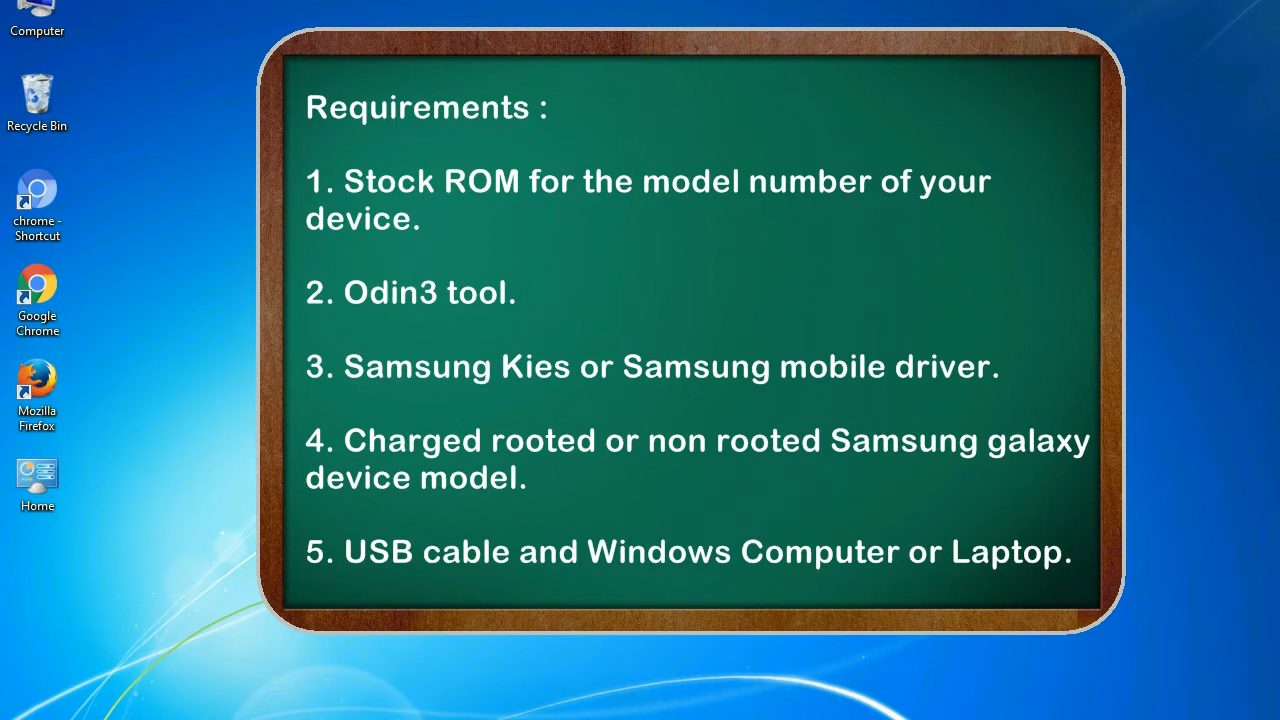 Computer
Recycle Bin
chrome -
Shortcut
Google
Chrome
Mozilla
Firefox
Home
Requirements :
1. Stock ROM for the model number of your
device.
2. Odin3 tool.
3. Samsung Kies or Samsung mobile driver.
4. Charged rooted or non rooted Samsung galaxy
device model.
5. USB cable and Windows Computer or Laptop.